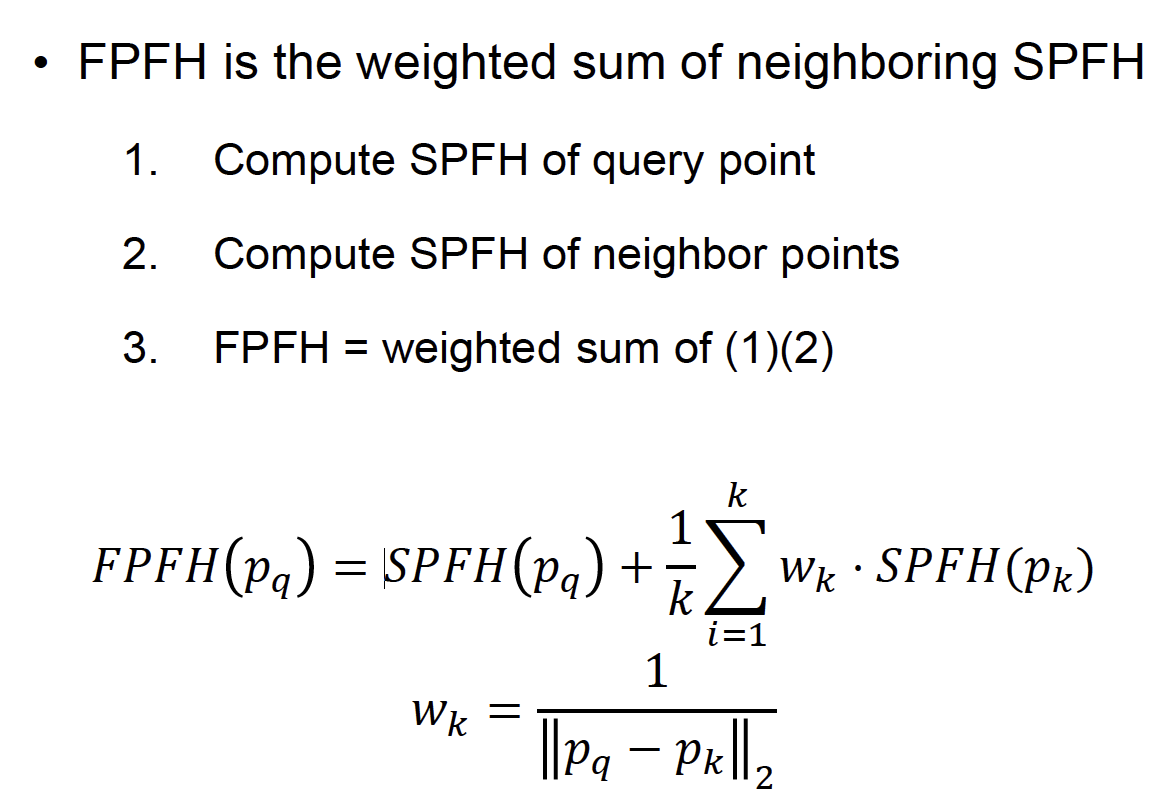 • FPFH is the weighted sum of neighboring SPFH
1. Compute SPFH of query point
2. Compute SPFH of neighbor points
3. FPFH = weighted sum of (1)(2)
$FPFH(p_q) = SPFH(p_q) + \frac{1}{k} \sum_{i=1}^{k} w_k \cdot SPFH(p_k)$
$w_k = \frac{1}{\|p_q - p_k\|_2}$